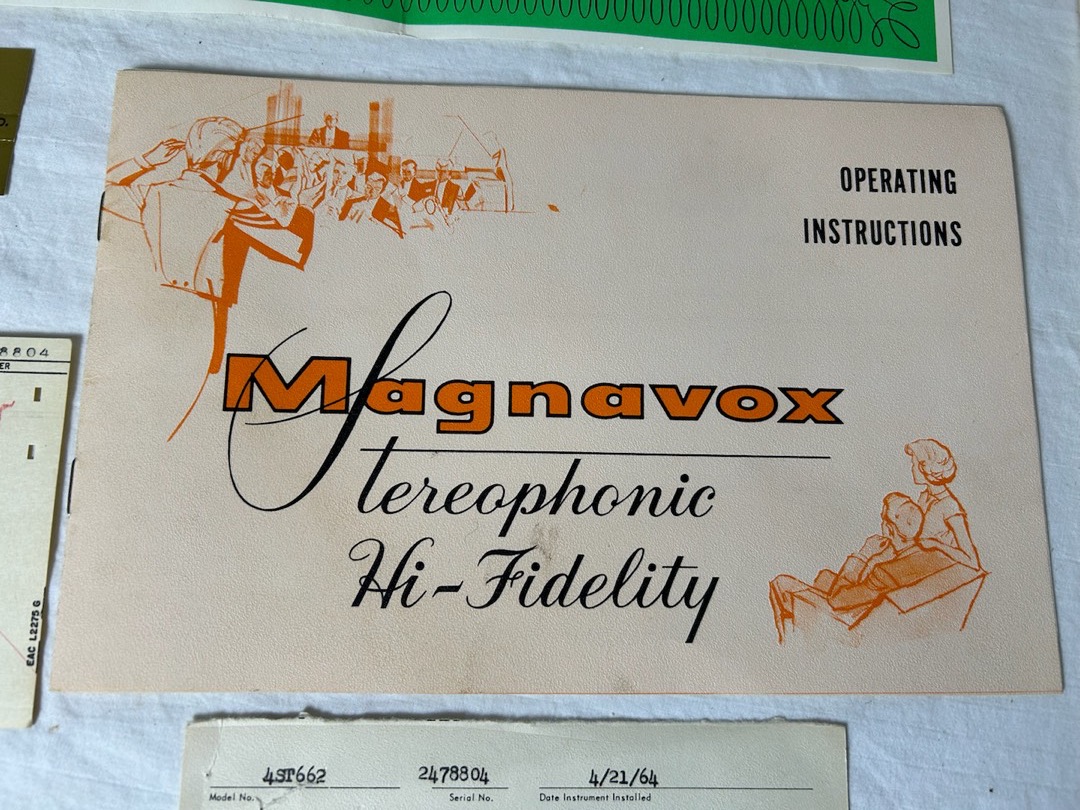 OPERATING
INSTRUCTIONS
Magnavox
Stereophonic
Hi-Fidelity
8804
ER
EAC L2275 G
4ST662 2478804 4/21/64
Model No. Serial No. Date Instrument Installed